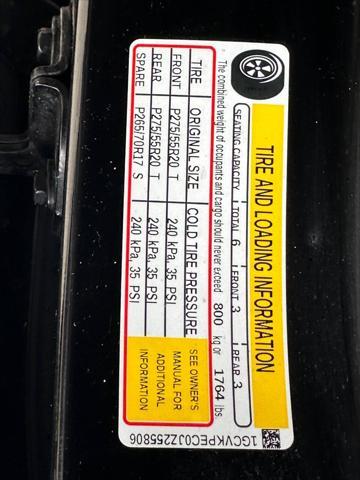 TIRE AND LOADING INFORMATION
SEATING CAPACITY TOTAL 6 FRONT 3 REAR 3
The combined weight of occupants and cargo should never exceed 800 kg or 1764 lbs
TIRE ORIGINAL SIZE COLD TIRE PRESSURE
FRONT P275/55R20 T 240 kPa, 35 PSI
REAR P275/55R20 T 240 kPa, 35 PSI
SPARE P265/70R17 S 240 kPa, 35 PSI
SEE OWNER'S
MANUAL FOR
ADDITIONAL
INFORMATION
1GCVKPEC0JZ255806